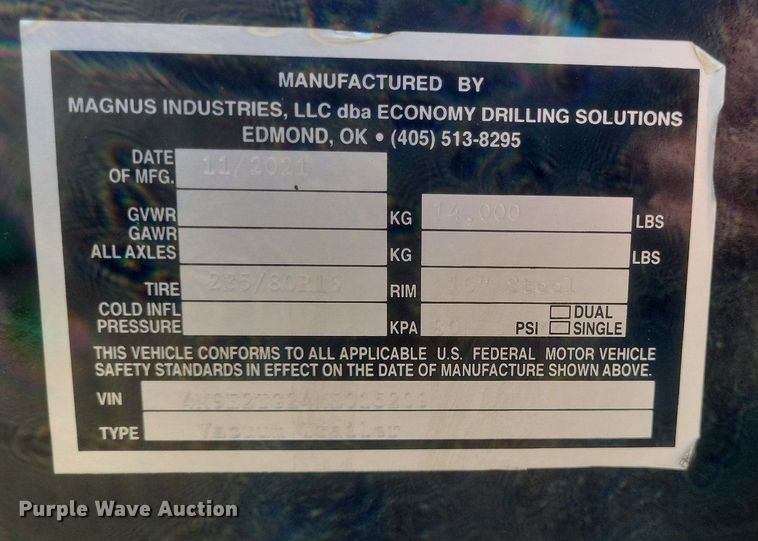 MANUFACTURED BY
MAGNUS INDUSTRIES, LLC dba ECONOMY DRILLING SOLUTIONS
EDMOND, OK • (405) 513-8295
DATE OF MFG. 11/2021
GVWR KG 14,000 LBS
GAWR ALL AXLES KG LBS
TIRE 235/80R16 RIM 16" Steel
COLD INFL PRESSURE KPA PSI DUAL SINGLE
THIS VEHICLE CONFORMS TO ALL APPLICABLE U.S. FEDERAL MOTOR VEHICLE
SAFETY STANDARDS IN EFFECT ON THE DATE OF MANUFACTURE SHOWN ABOVE.
VIN
TYPE Vacuum Trailer
Purple Wave Auction